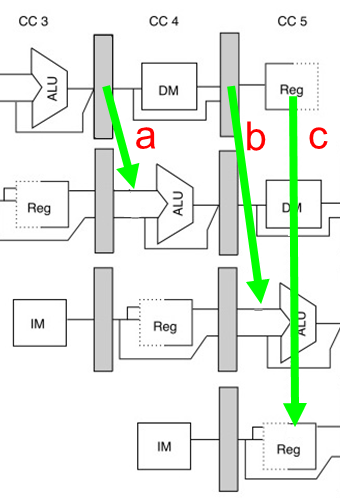 CC 3 CC 4 CC 5
ALU DM Reg
a b c
Reg ALU DM
IM Reg ALU
IM Reg